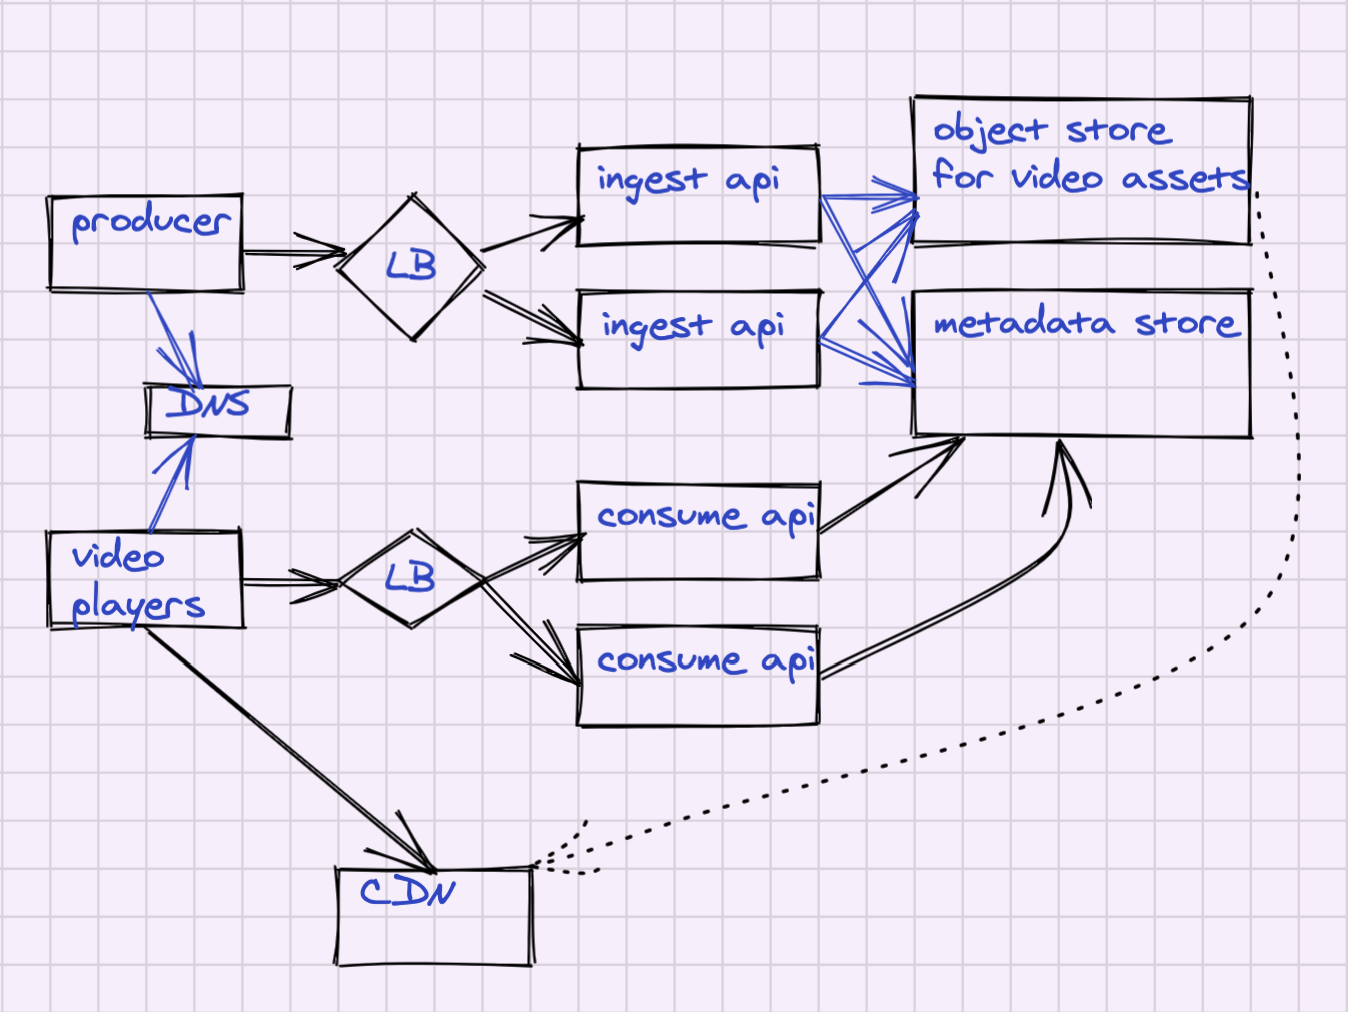 object store
for video assets
ingest api
producer
LB
ingest api
metadata store
DNS
consume api
video
players
LB
consume api
CDN